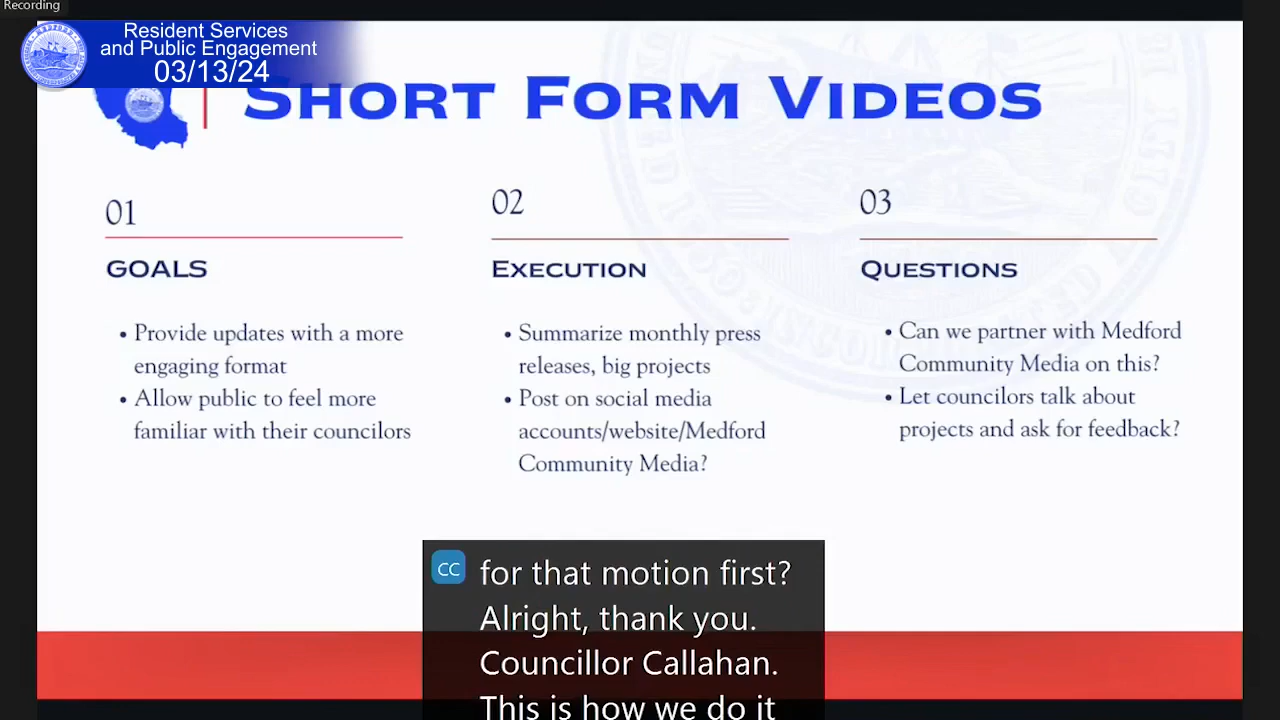 Recording
Resident Services
and Public Engagement
03/13/24
Short Form Videos
01
Goals
• Provide updates with a more
engaging format
• Allow public to feel more
familiar with their councilors
02
Execution
• Summarize monthly press
releases, big projects
• Post on social media
accounts/website/Medford
Community Media?
03
Questions
• Can we partner with Medford
Community Media on this?
• Let councilors talk about
projects and ask for feedback?
CC
for that motion first?
Alright, thank you.
Councillor Callahan.
This is how we do it